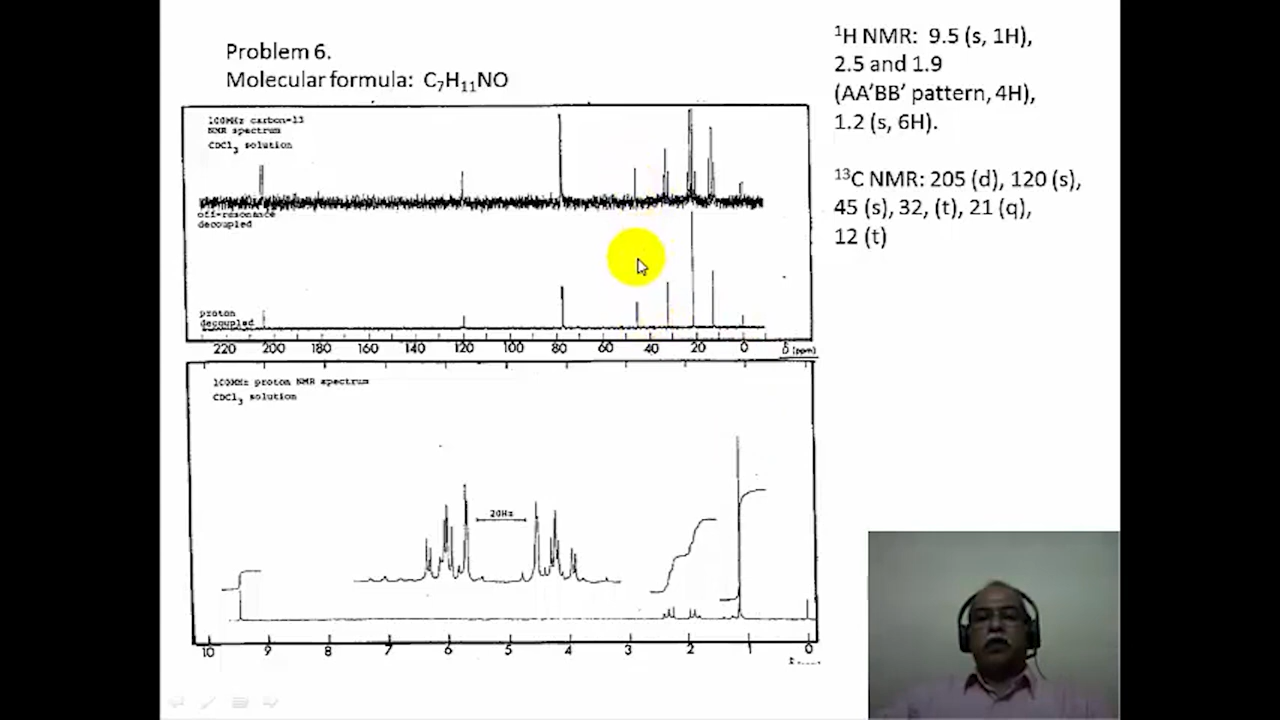 Problem 6.
Molecular formula: C₇H₁₁NO
¹H NMR: 9.5 (s, 1H),
2.5 and 1.9
(AA'BB' pattern, 4H),
1.2 (s, 6H).
¹³C NMR: 205 (d), 120 (s),
45 (s), 32, (t), 21 (q),
12 (t)
100MHz carbon-13
NMR spectrum
CDCl₃ solution
off-resonance
decoupled
proton
decoupled
220 200 180 160 140 120 100 80 60 40 20 0 δ (ppm)
100MHz proton NMR spectrum
CDCl₃ solution
20Hz
10 9 8 7 6 5 4 3 2 1 0